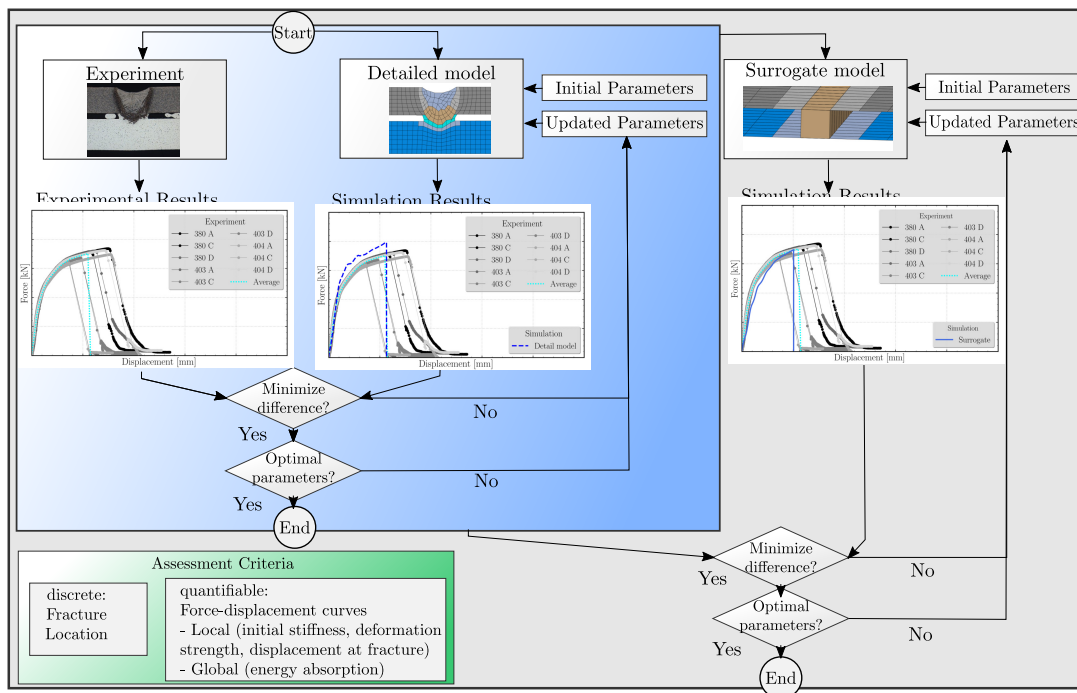 Start
Experiment
Detailed model
Initial Parameters
Updated Parameters
Surrogate model
Initial Parameters
Updated Parameters
Experimental Results
Experiment
380 A
380 C
380 D
403 A
403 C
403 D
404 A
404 C
404 D
Average
Force [kN]
Displacement [mm]
Simulation Results
Experiment
380 A
380 C
380 D
403 A
403 C
403 D
404 A
404 C
404 D
Average
Simulation
Detail model
Force [kN]
Displacement [mm]
Simulation Results
Experiment
380 A
380 C
380 D
403 A
403 C
403 D
404 A
404 C
404 D
Average
Simulation
Surrogate
Force [kN]
Displacement [mm]
Minimize
difference?
No
Yes
Optimal
parameters?
No
Yes
End
Minimize
difference?
No
Yes
Optimal
parameters?
No
Yes
End
Assessment Criteria
discrete:
Fracture
Location
quantifiable:
Force-displacement curves
- Local (initial stiffness, deformation
strength, displacement at fracture)
- Global (energy absorption)